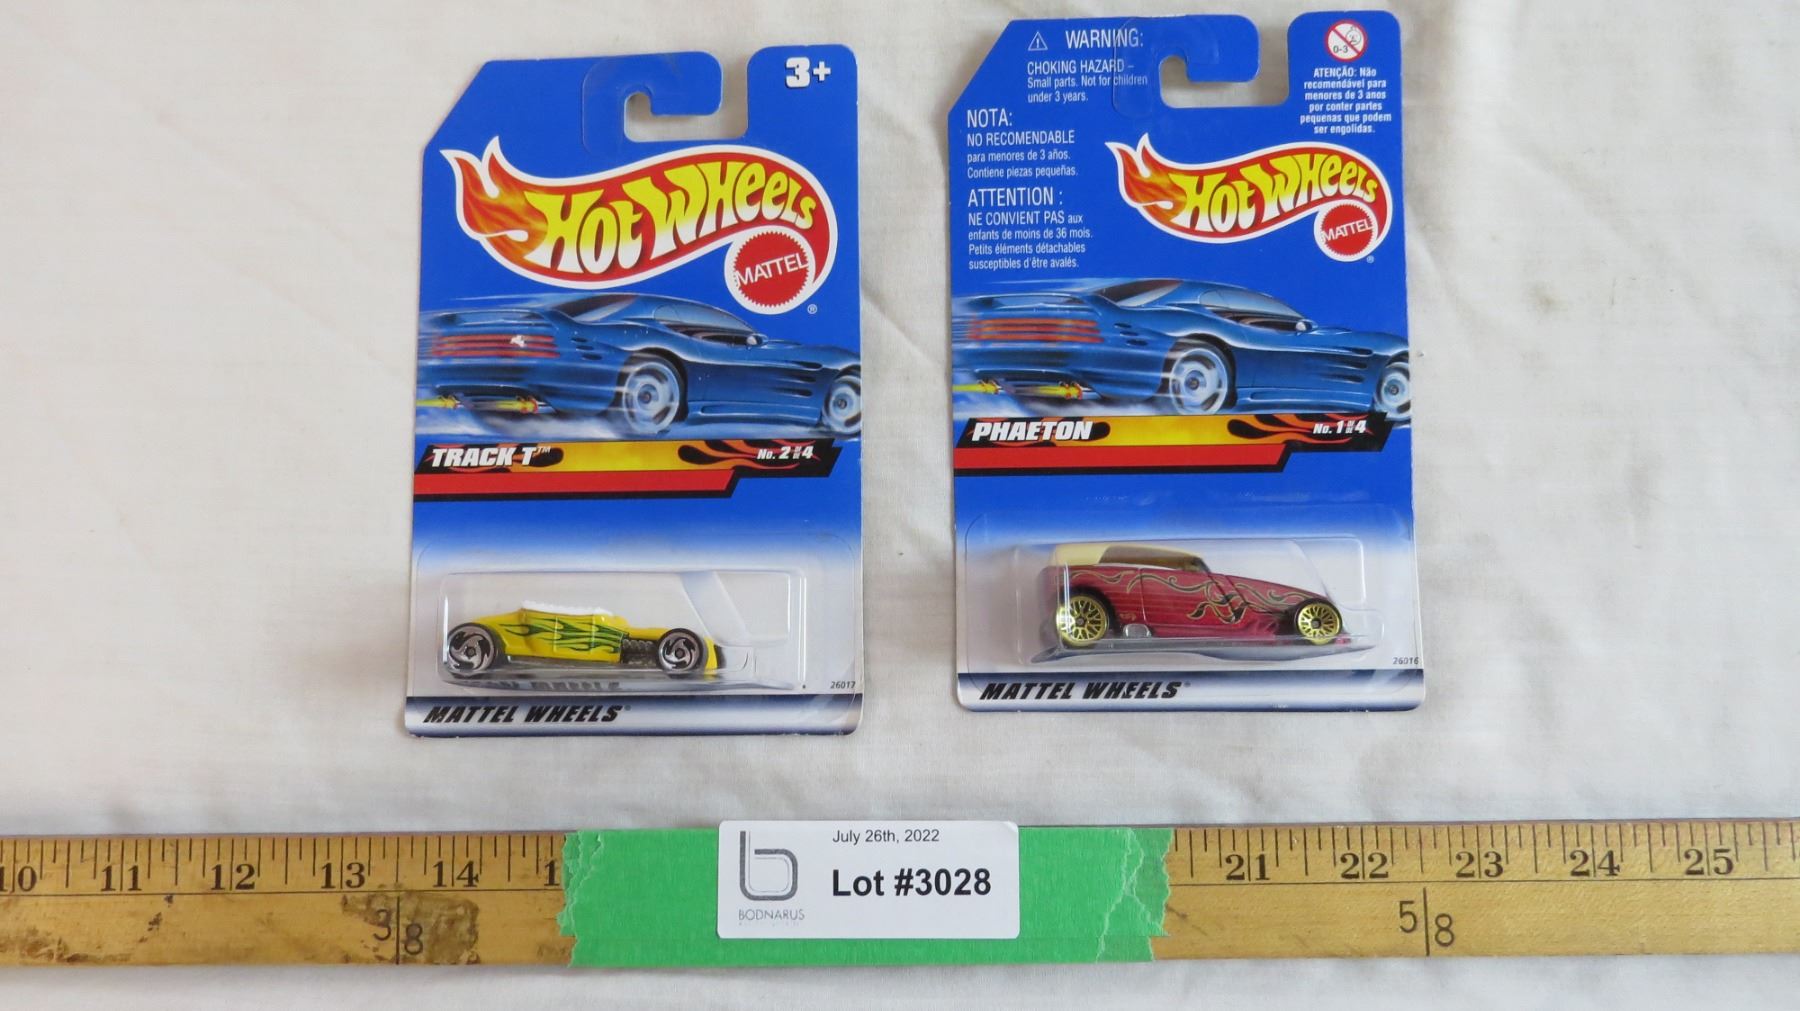 3+
HOT WHEELS
MATTEL
®
TRACK T™
No. 2 OF/DE 4
26017
MATTEL WHEELS®
WARNING:
CHOKING HAZARD –
Small parts. Not for children
under 3 years.
NOTA:
NO RECOMENDABLE
para menores de 3 años.
Contiene piezas pequeñas.
ATTENTION :
NE CONVIENT PAS aux
enfants de moins de 36 mois.
Petits éléments détachables
susceptibles d'être avalés.
0-3
ATENÇÃO: Não
recomendável para
menores de 3 anos
por conter partes
pequenas que podem
ser engolidas.
HOT WHEELS
MATTEL
®
PHAETON
No. 1 OF/DE 4
26016
MATTEL WHEELS®
10 11 12 13 14 1 21 22 23 24 25
3 8 5 8
July 26th, 2022
Lot #3028
BODNARUS